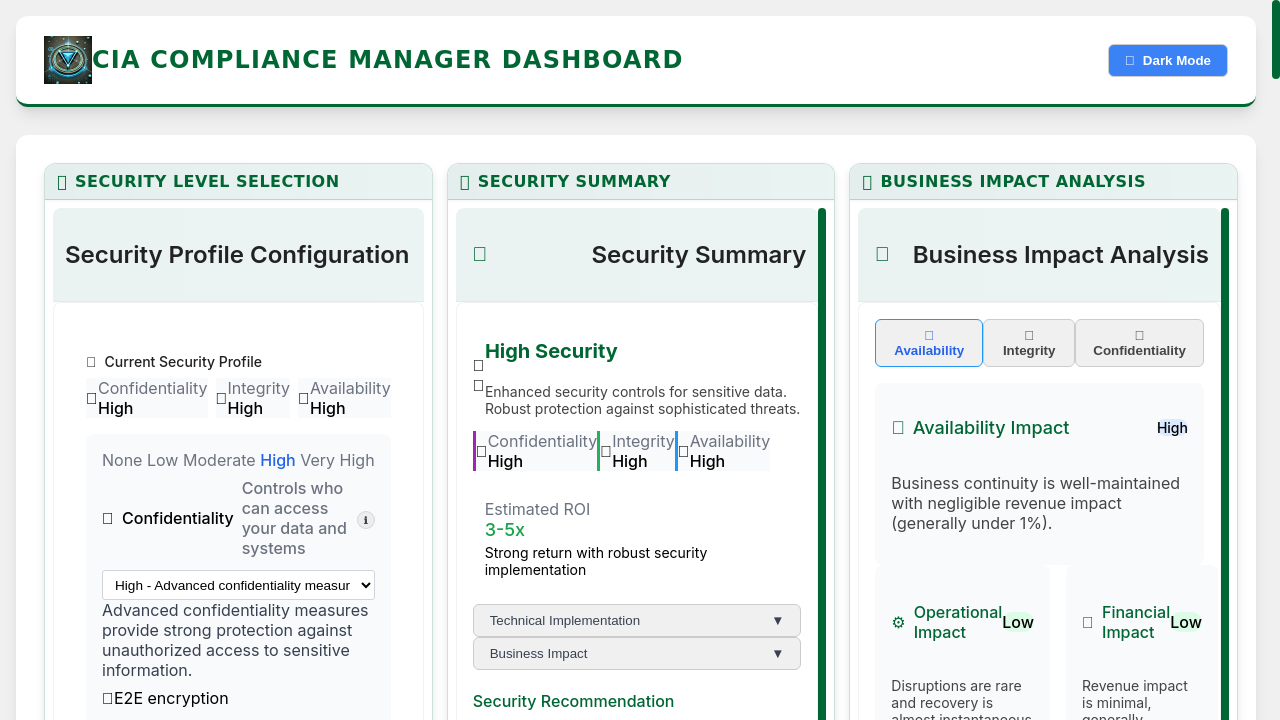 CIA COMPLIANCE MANAGER DASHBOARD
Dark Mode
SECURITY LEVEL SELECTION
Security Profile Configuration
Current Security Profile
Confidentiality
High
Integrity
High
Availability
High
None Low Moderate High Very High
Confidentiality
Controls who
can access
your data and
systems
ℹ
High - Advanced confidentiality measur
Advanced confidentiality measures
provide strong protection against
unauthorized access to sensitive
information.
E2E encryption
SECURITY SUMMARY
Security Summary
High Security
Enhanced security controls for sensitive data.
Robust protection against sophisticated threats.
Confidentiality
High
Integrity
High
Availability
High
Estimated ROI
3-5x
Strong return with robust security
implementation
Technical Implementation ▼
Business Impact ▼
Security Recommendation
BUSINESS IMPACT ANALYSIS
Business Impact Analysis
Availability
Integrity
Confidentiality
Availability Impact
High
Business continuity is well-maintained
with negligible revenue impact
(generally under 1%).
Operational
Impact
Low
Disruptions are rare
and recovery is
almost instantaneous
Financial
Impact
Low
Revenue impact
is minimal,
generally